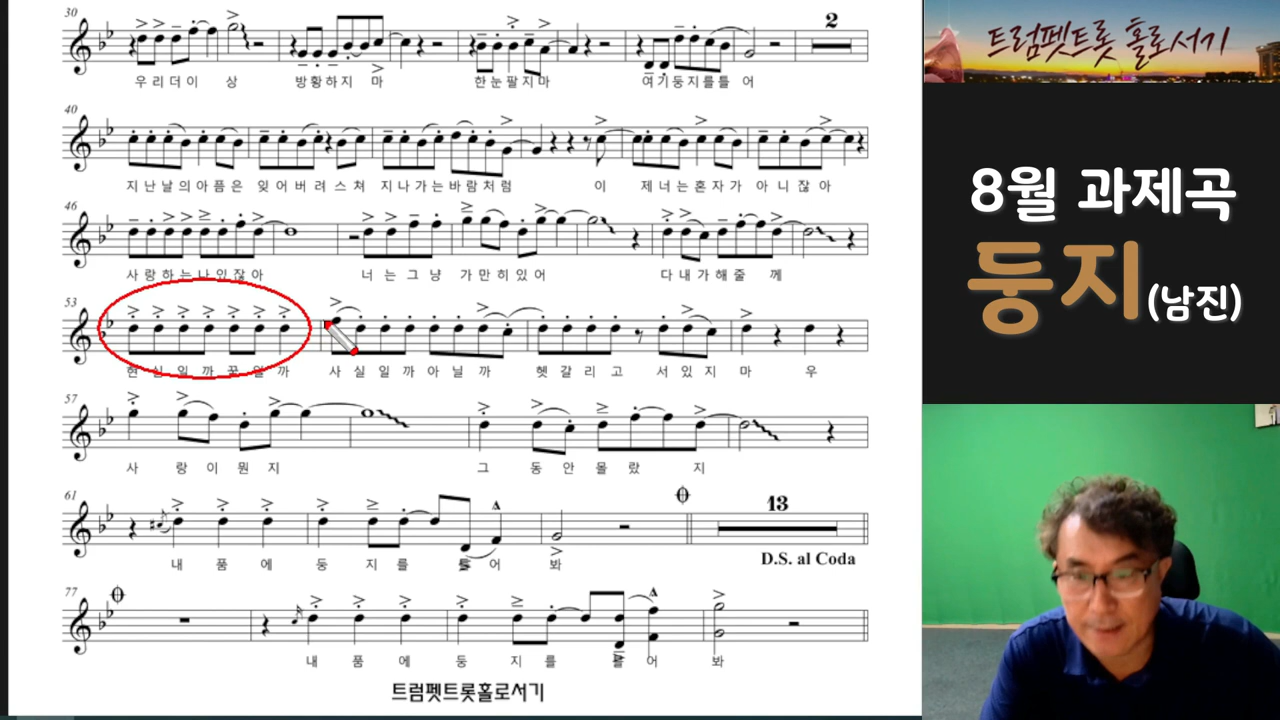 30
2
우리더이 상 방황하지 마 한눈팔지마 여기둥지를틀 어
40
지난날의아픔은 잊어버려스쳐 지나가는바람처럼 이 제너는혼자가 아니잖아
46
사랑하는나있잖아 너는그냥 가만히있어 다내가해줄 께
53
현실일까꿈일까 사실일까아닐까 헷갈리고 서있지 마 우
57
사 랑이뭔지 그 동안몰랐 지
61
13
내 품 에 둥 지를 틀어 봐
D.S. al Coda
77
내 품 에 둥 지를 틀어 봐
트럼펫트롯홀로서기
트럼펫트롯 홀로서기
8월 과제곡
둥지(남진)